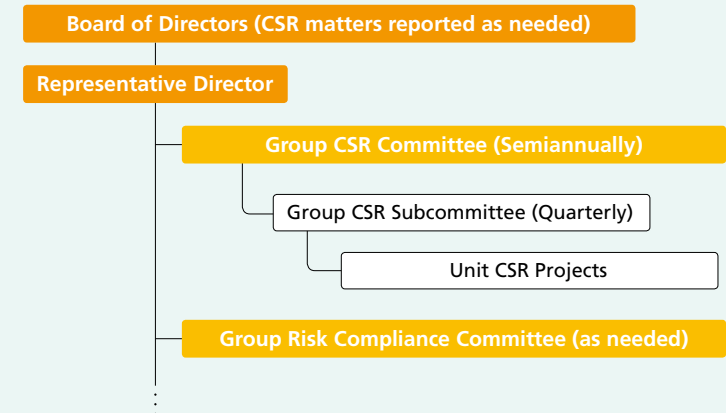 Board of Directors (CSR matters reported as needed)
Representative Director
Group CSR Committee (Semiannually)
Group CSR Subcommittee (Quarterly)
Unit CSR Projects
Group Risk Compliance Committee (as needed)